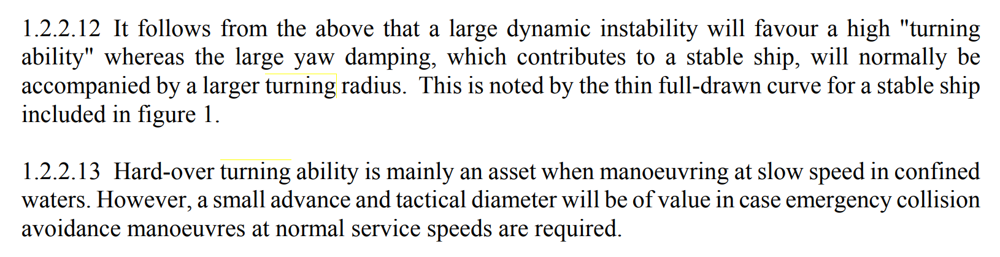 1.2.2.12 It follows from the above that a large dynamic instability will favour a high "turning
ability" whereas the large yaw damping, which contributes to a stable ship, will normally be
accompanied by a larger turning radius. This is noted by the thin full-drawn curve for a stable ship
included in figure 1.
1.2.2.13 Hard-over turning ability is mainly an asset when manoeuvring at slow speed in confined
waters. However, a small advance and tactical diameter will be of value in case emergency collision
avoidance manoeuvres at normal service speeds are required.